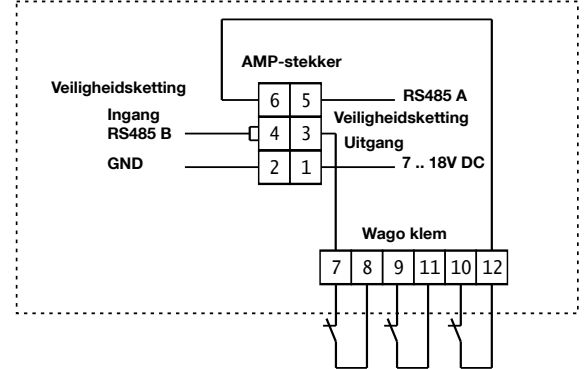 AMP-stekker
Veiligheidsketting
Ingang
6 5
RS485 A
RS485 B
4 3
Veiligheidsketting
Uitgang
GND
2 1
7 .. 18V DC
Wago klem
7 8 9 11 10 12